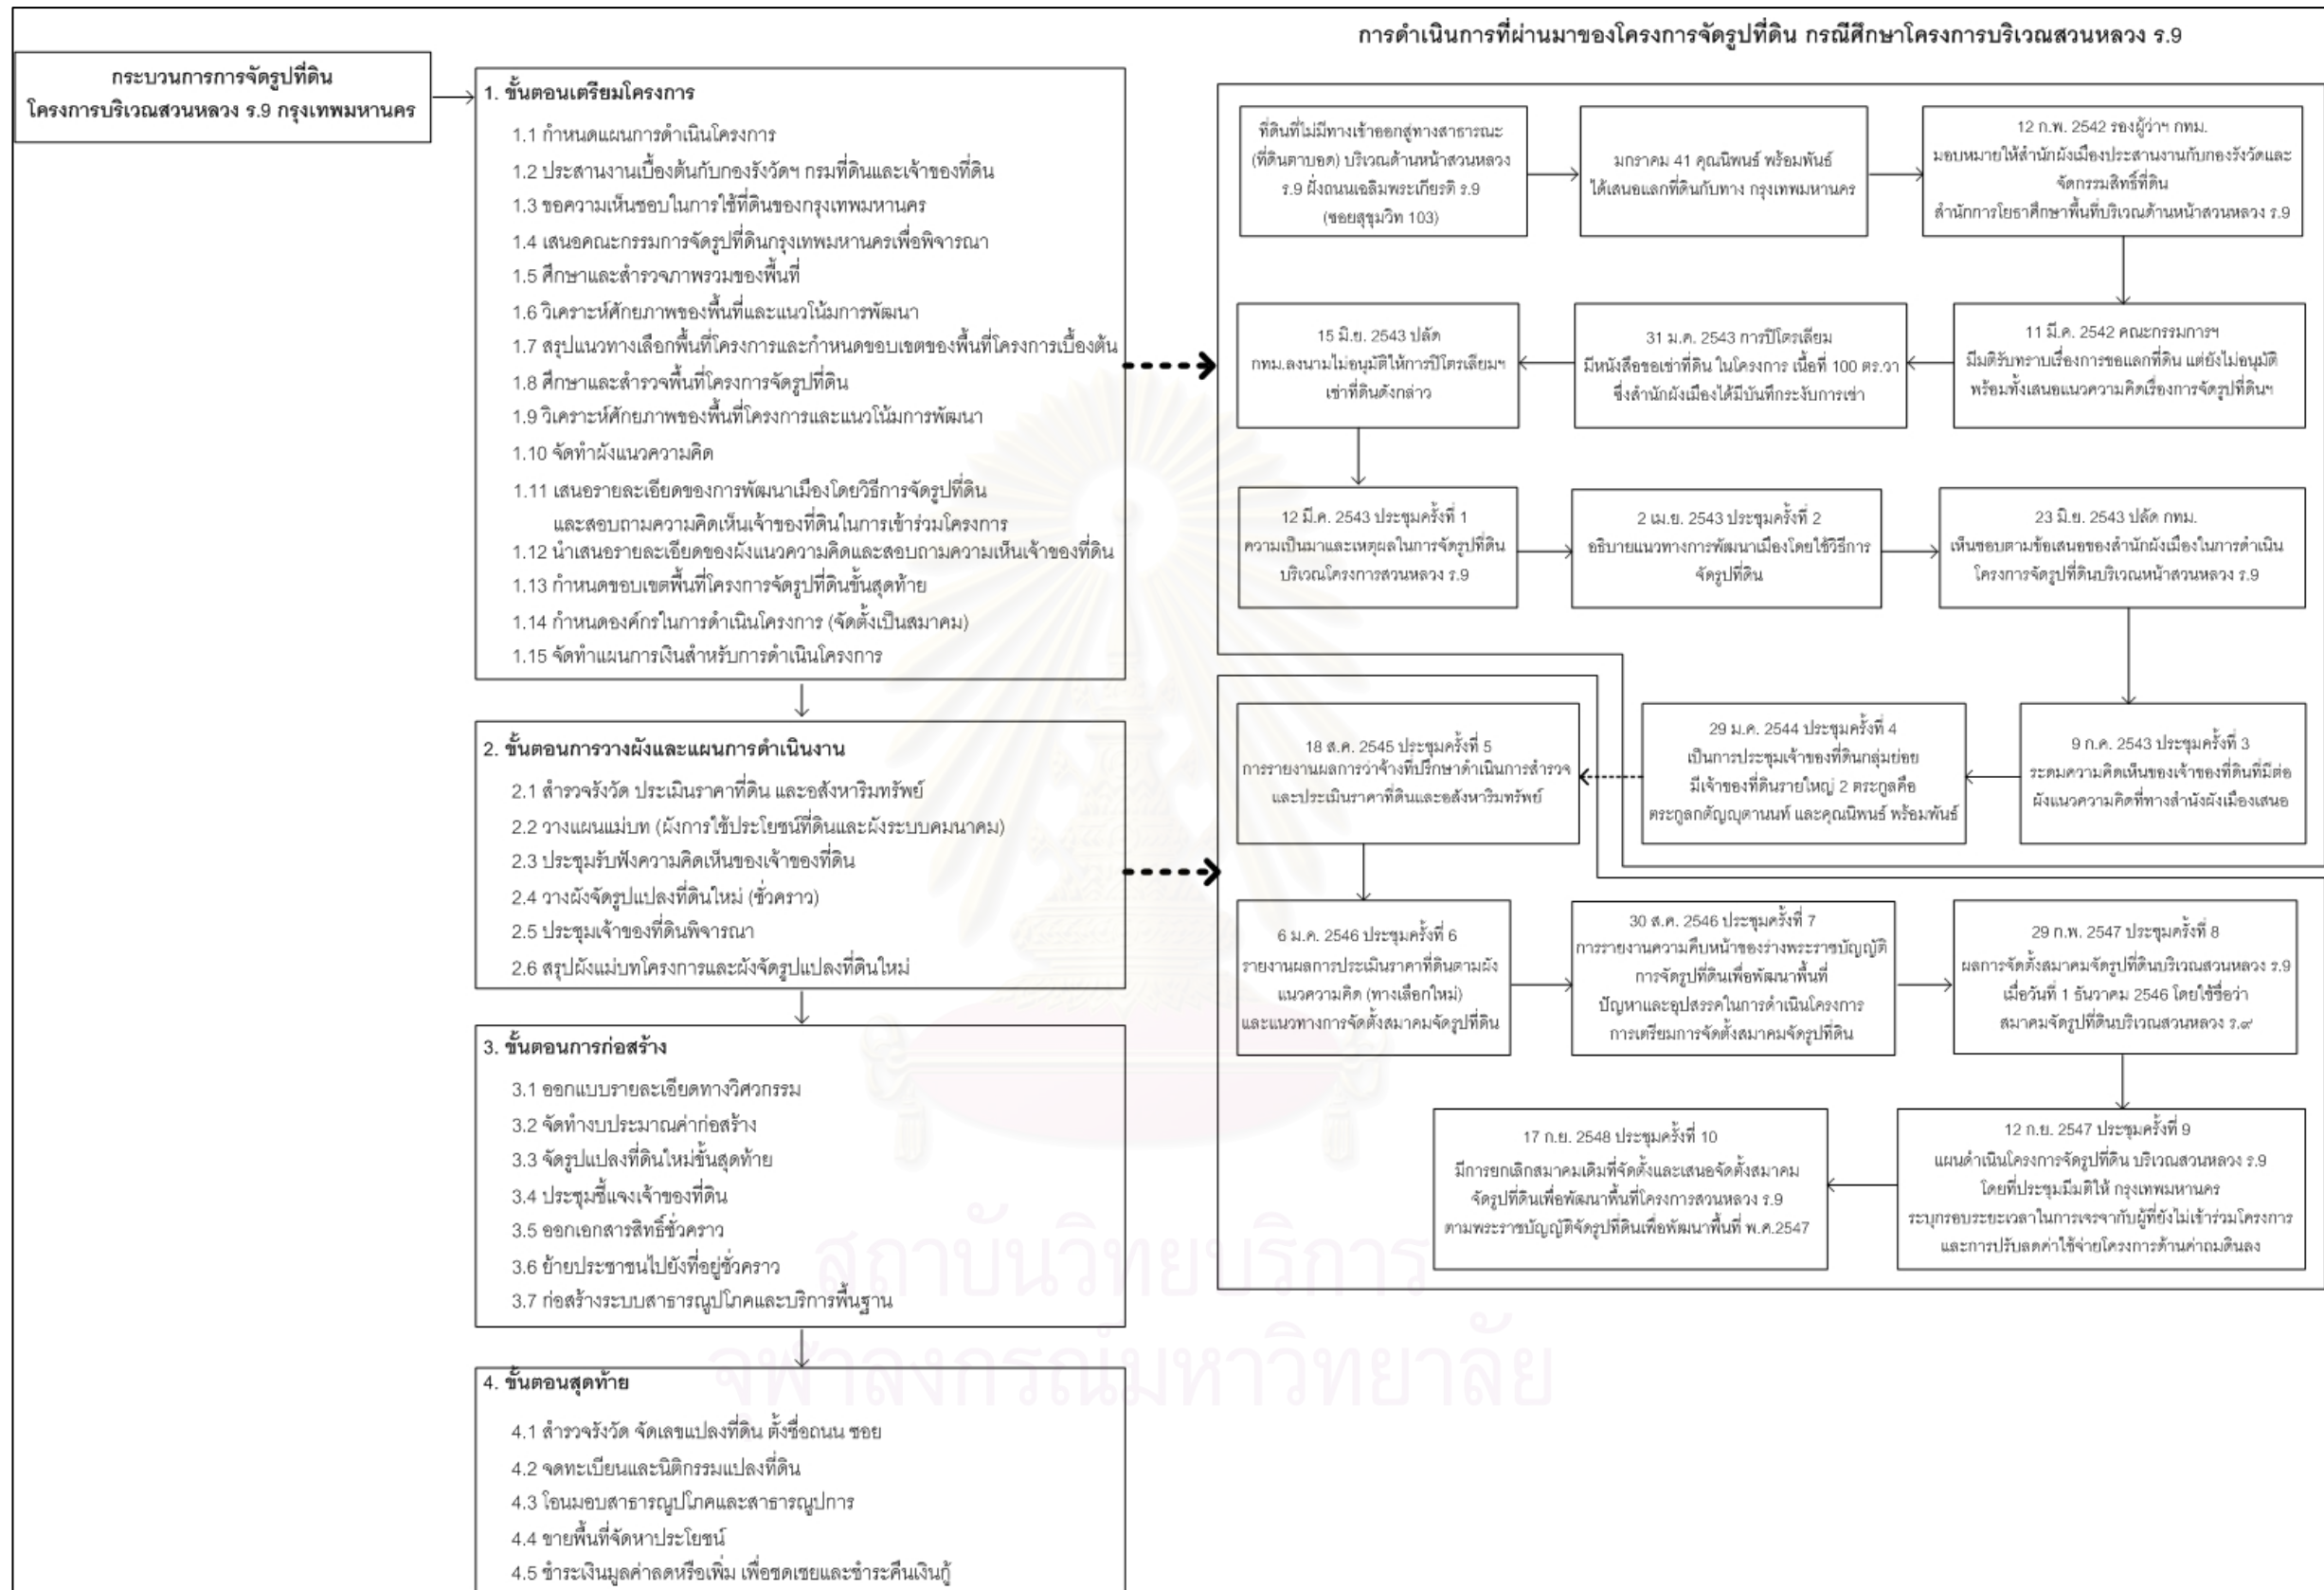 การดำเนินการที่ผ่านมาของโครงการจัดรูปที่ดิน กรณีศึกษาโครงการบริเวณสวนหลวง ร.9
กระบวนการการจัดรูปที่ดิน
โครงการบริเวณสวนหลวง ร.9 กรุงเทพมหานคร
1. ขั้นตอนเตรียมโครงการ
1.1 กำหนดแผนการดำเนินโครงการ
1.2 ประสานงานเบื้องต้นกับกองรังวัดฯ กรมที่ดินและเจ้าของที่ดิน
1.3 ขอความเห็นชอบในการใช้ที่ดินของกรุงเทพมหานคร
1.4 เสนอคณะกรรมการจัดรูปที่ดินกรุงเทพมหานครเพื่อพิจารณา
1.5 ศึกษาและสำรวจภาพรวมของพื้นที่
1.6 วิเคราะห์ศักยภาพของพื้นที่และแนวโน้มการพัฒนา
1.7 สรุปแนวทางเลือกพื้นที่โครงการและกำหนดขอบเขตของพื้นที่โครงการเบื้องต้น
1.8 ศึกษาและสำรวจพื้นที่โครงการจัดรูปที่ดิน
1.9 วิเคราะห์ศักยภาพของพื้นที่โครงการและแนวโน้มการพัฒนา
1.10 จัดทำผังแนวความคิด
1.11 เสนอรายละเอียดของการพัฒนาเมืองโดยวิธีการจัดรูปที่ดิน
และสอบถามความคิดเห็นเจ้าของที่ดินในการเข้าร่วมโครงการ
1.12 นำเสนอรายละเอียดของผังแนวความคิดและสอบถามความเห็นเจ้าของที่ดิน
1.13 กำหนดขอบเขตพื้นที่โครงการจัดรูปที่ดินขั้นสุดท้าย
1.14 กำหนดองค์กรในการดำเนินโครงการ (จัดตั้งเป็นสมาคม)
1.15 จัดทำแผนการเงินสำหรับการดำเนินโครงการ
2. ขั้นตอนการวางผังและแผนการดำเนินงาน
2.1 สำรวจรังวัด ประเมินราคาที่ดิน และอสังหาริมทรัพย์
2.2 วางแผนแม่บท (ผังการใช้ประโยชน์ที่ดินและผังระบบคมนาคม)
2.3 ประชุมรับฟังความคิดเห็นของเจ้าของที่ดิน
2.4 วางผังจัดรูปแปลงที่ดินใหม่ (ชั่วคราว)
2.5 ประชุมเจ้าของที่ดินพิจารณา
2.6 สรุปผังแม่บทโครงการและผังจัดรูปแปลงที่ดินใหม่
3. ขั้นตอนการก่อสร้าง
3.1 ออกแบบรายละเอียดทางวิศวกรรม
3.2 จัดทำงบประมาณค่าก่อสร้าง
3.3 จัดรูปแปลงที่ดินใหม่ขั้นสุดท้าย
3.4 ประชุมชี้แจงเจ้าของที่ดิน
3.5 ออกเอกสารสิทธิ์ชั่วคราว
3.6 ย้ายประชาชนไปยังที่อยู่ชั่วคราว
3.7 ก่อสร้างระบบสาธารณูปโภคและบริการพื้นฐาน
4. ขั้นตอนสุดท้าย
4.1 สำรวจรังวัด จัดเลขแปลงที่ดิน ตั้งชื่อถนน ซอย
4.2 จดทะเบียนและนิติกรรมแปลงที่ดิน
4.3 โอนมอบสาธารณูปโภคและสาธารณูปการ
4.4 ขายพื้นที่จัดหาประโยชน์
4.5 ชำระเงินมูลค่าลดหรือเพิ่ม เพื่อชดเชยและชำระคืนเงินกู้
ที่ดินที่ไม่มีทางเข้าออกสู่ทางสาธารณะ
(ที่ดินตาบอด) บริเวณด้านหน้าสวนหลวง
ร.9 ฝั่งถนนเฉลิมพระเกียรติ ร.9
(ซอยสุขุมวิท 103)
มกราคม 41 คุณนิพนธ์ พร้อมพันธ์
ได้เสนอแลกที่ดินกับทาง กรุงเทพมหานคร
12 ก.พ. 2542 รองผู้ว่าฯ กทม.
มอบหมายให้สำนักผังเมืองประสานงานกับกองรังวัดและ
จัดกรรมสิทธิ์ที่ดิน
สำนักการโยธาศึกษาพื้นที่บริเวณด้านหน้าสวนหลวง ร.9
11 มี.ค. 2542 คณะกรรมการฯ
มีมติรับทราบเรื่องการขอแลกที่ดิน แต่ยังไม่อนุมัติ
พร้อมทั้งเสนอแนวความคิดเรื่องการจัดรูปที่ดินฯ
31 ม.ค. 2543 การปิโตรเลียม
มีหนังสือขอเช่าที่ดิน ในโครงการ เนื้อที่ 100 ตร.วา
ซึ่งสำนักผังเมืองได้มีบันทึกระงับการเช่า
15 มิ.ย. 2543 ปลัด
กทม.ลงนามไม่อนุมัติให้การปิโตรเลียมฯ
เช่าที่ดินดังกล่าว
12 มี.ค. 2543 ประชุมครั้งที่ 1
ความเป็นมาและเหตุผลในการจัดรูปที่ดิน
บริเวณโครงการสวนหลวง ร.9
2 เม.ย. 2543 ประชุมครั้งที่ 2
อธิบายแนวทางการพัฒนาเมืองโดยใช้วิธีการ
จัดรูปที่ดิน
23 มิ.ย. 2543 ปลัด กทม.
เห็นชอบตามข้อเสนอของสำนักผังเมืองในการดำเนิน
โครงการจัดรูปที่ดินบริเวณหน้าสวนหลวง ร.9
9 ก.ค. 2543 ประชุมครั้งที่ 3
ระดมความคิดเห็นของเจ้าของที่ดินที่มีต่อ
ผังแนวความคิดที่ทางสำนังผังเมืองเสนอ
29 ม.ค. 2544 ประชุมครั้งที่ 4
เป็นการประชุมเจ้าของที่ดินกลุ่มย่อย
มีเจ้าของที่ดินรายใหญ่ 2 ตระกูลคือ
ตระกูลกตัญญุตานนท์ และคุณนิพนธ์ พร้อมพันธ์
18 ส.ค. 2545 ประชุมครั้งที่ 5
การรายงานผลการว่าจ้างที่ปรึกษาดำเนินการสำรวจ
และประเมินราคาที่ดินและอสังหาริมทรัพย์
6 ม.ค. 2546 ประชุมครั้งที่ 6
รายงานผลการประเมินราคาที่ดินตามผัง
แนวความคิด (ทางเลือกใหม่)
และแนวทางการจัดตั้งสมาคมจัดรูปที่ดิน
30 ส.ค. 2546 ประชุมครั้งที่ 7
การรายงานความคืบหน้าของร่างพระราชบัญญัติ
การจัดรูปที่ดินเพื่อพัฒนาพื้นที่
ปัญหาและอุปสรรคในการดำเนินโครงการ
การเตรียมการจัดตั้งสมาคมจัดรูปที่ดิน
29 ก.พ. 2547 ประชุมครั้งที่ 8
ผลการจัดตั้งสมาคมจัดรูปที่ดินบริเวณสวนหลวง ร.9
เมื่อวันที่ 1 ธันวาคม 2546 โดยใช้ชื่อว่า
สมาคมจัดรูปที่ดินบริเวณสวนหลวง ร.๙
12 ก.ย. 2547 ประชุมครั้งที่ 9
แผนดำเนินโครงการจัดรูปที่ดิน บริเวณสวนหลวง ร.9
โดยที่ประชุมมีมติให้ กรุงเทพมหานคร
ระบุกรอบระยะเวลาในการเจรจากับผู้ที่ยังไม่เข้าร่วมโครงการ
และการปรับลดค่าใช้จ่ายโครงการด้านค่าถมดินลง
17 ก.ย. 2548 ประชุมครั้งที่ 10
มีการยกเลิกสมาคมเดิมที่จัดตั้งและเสนอจัดตั้งสมาคม
จัดรูปที่ดินเพื่อพัฒนาพื้นที่โครงการสวนหลวง ร.9
ตามพระราชบัญญัติจัดรูปที่ดินเพื่อพัฒนาพื้นที่ พ.ศ.2547
สถาบันวิทยบริการ
จุฬาลงกรณ์มหาวิทยาลัย